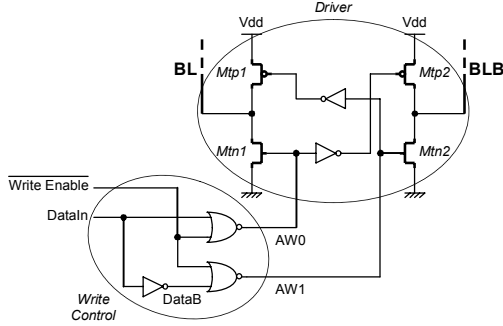 Driver
Vdd
Vdd
BL
Mtp1
Mtp2
BLB
Mtn1
Mtn2
Write Enable
DataIn
AW0
DataB
AW1
Write
Control